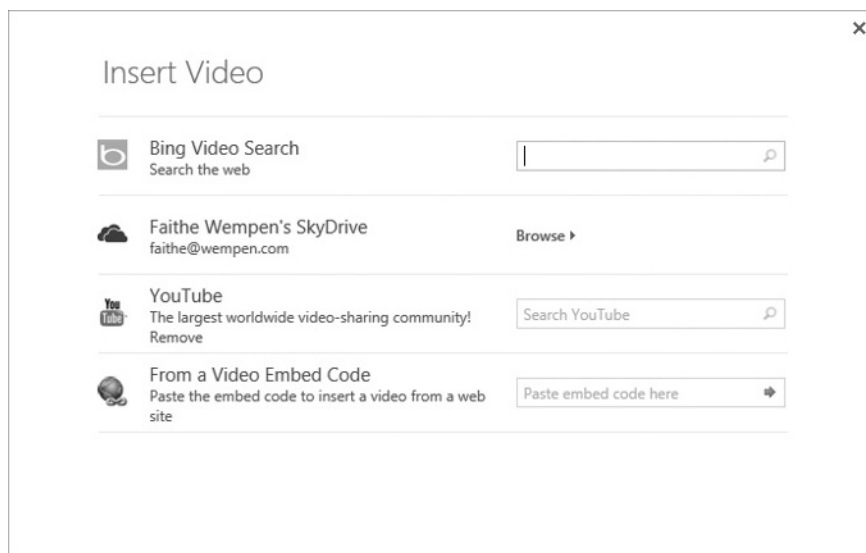 Insert Video
Bing Video Search
Search the web
Faithe Wempen's SkyDrive
faithe@wempen.com
Browse
YouTube
The largest worldwide video-sharing community!
Remove
Search YouTube
You
Tube
From a Video Embed Code
Paste the embed code to insert a video from a web
site
Paste embed code here